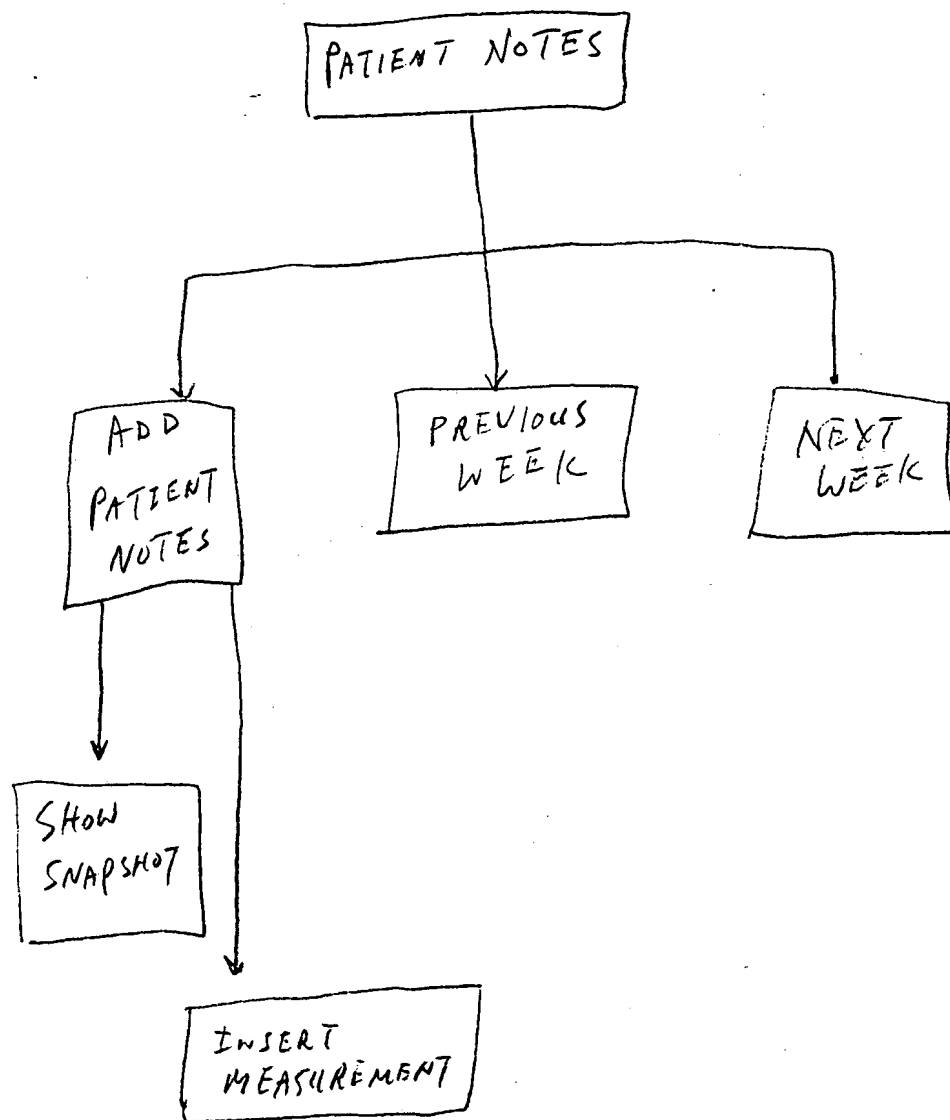 PATIENT NOTES
ADD
PATIENT
NOTES
PREVIOUS
WEEK
NEXT
WEEK
SHOW
SNAPSHOT
INSERT
MEASUREMENT